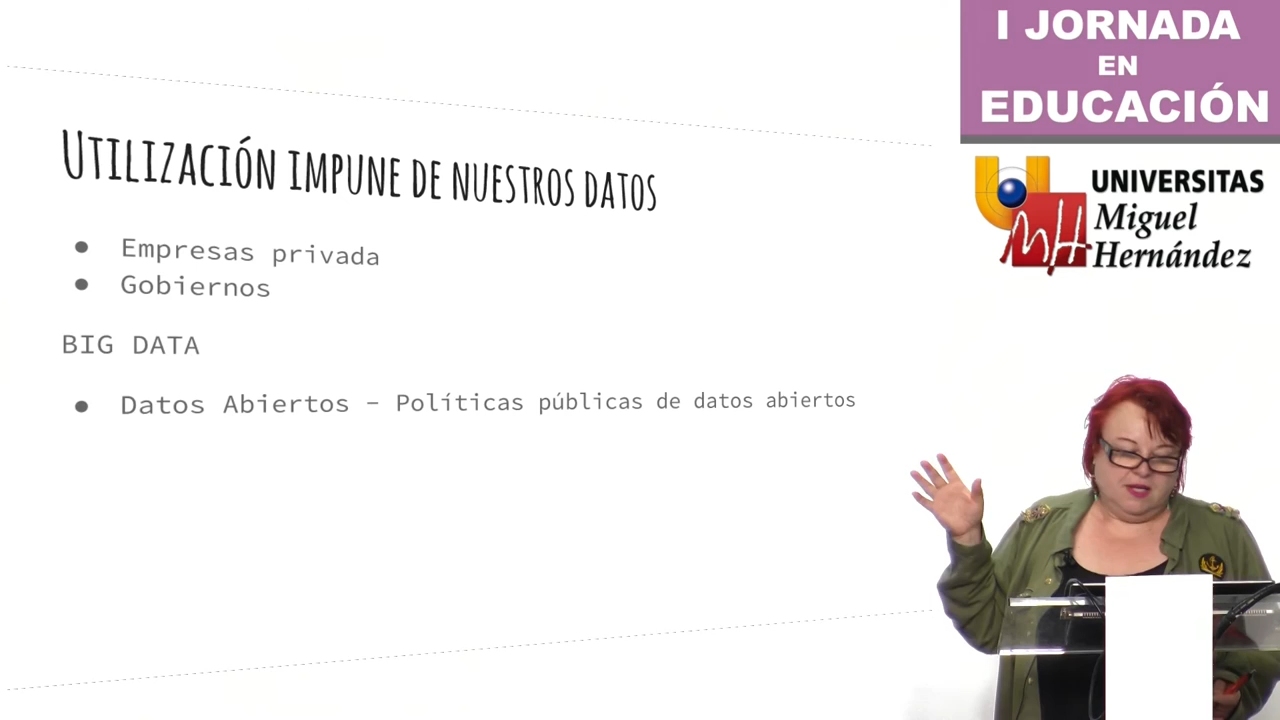 I JORNADA
EN
EDUCACIÓN
UTILIZACIÓN IMPUNE DE NUESTROS DATOS
UNIVERSITAS
Miguel
Hernández
UMH
● Empresas privada
● Gobiernos
BIG DATA
● Datos Abiertos – Políticas públicas de datos abiertos